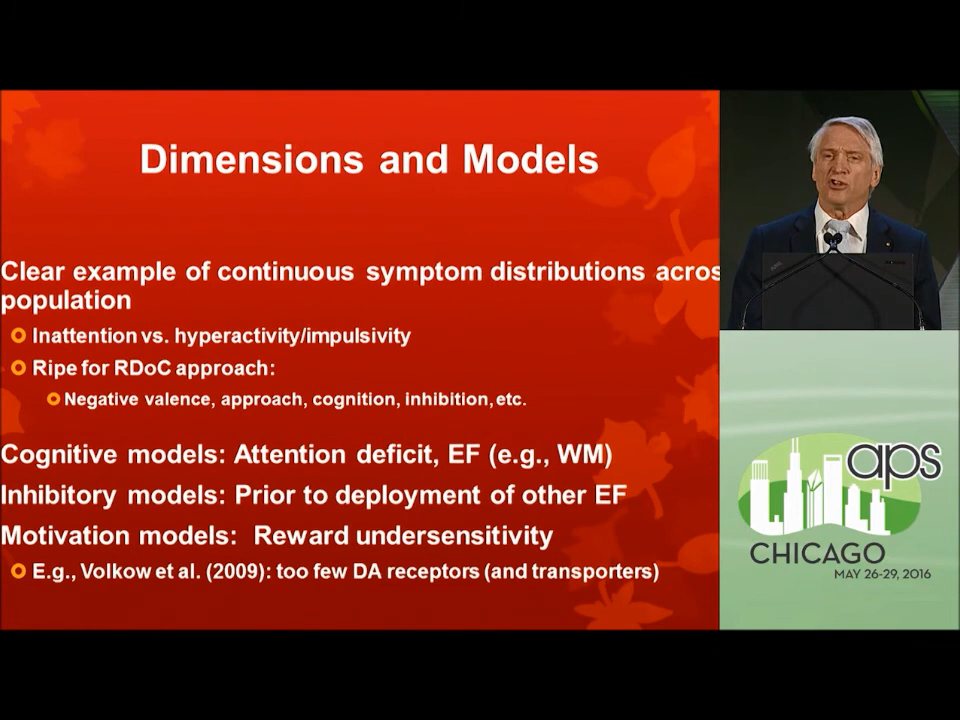 Dimensions and Models
Clear example of continuous symptom distributions acros
population
Inattention vs. hyperactivity/impulsivity
Ripe for RDoC approach:
Negative valence, approach, cognition, inhibition, etc.
Cognitive models: Attention deficit, EF (e.g., WM)
Inhibitory models: Prior to deployment of other EF
Motivation models: Reward undersensitivity
E.g., Volkow et al. (2009): too few DA receptors (and transporters)
aps
CHICAGO
MAY 26-29, 2016